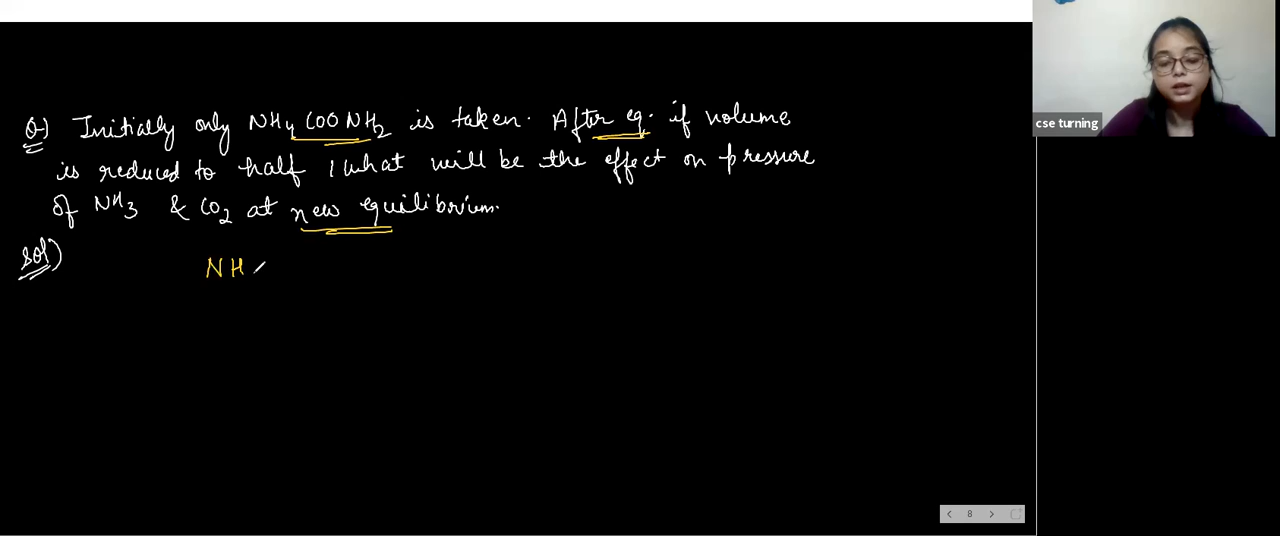 Q) Initially only NH4COONH2 is taken. After eq. if volume
is reduced to half, what will be the effect on pressure
of NH3 & CO2 at new equilibrium.
Sol)
NH
cse turning
8